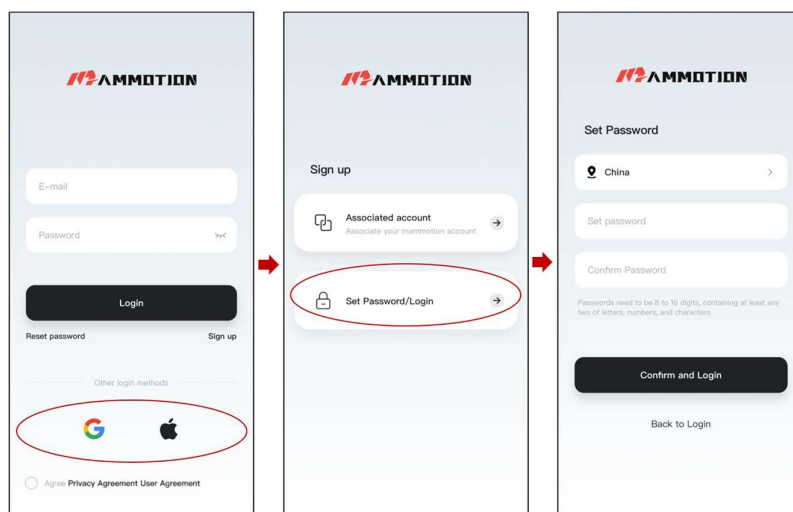 MAMMOTION
E-mail
Password
Login
Reset password
Sign up
Other login methods
Agree Privacy Agreement User Agreement
MAMMOTION
Sign up
Associated account
Associate your mammotion account
Set Password/Login
MAMMOTION
Set Password
China
Set password
Confirm Password
Passwords need to be 8 to 16 digits, containing at least any
two of letters, numbers, and characters
Confirm and Login
Back to Login